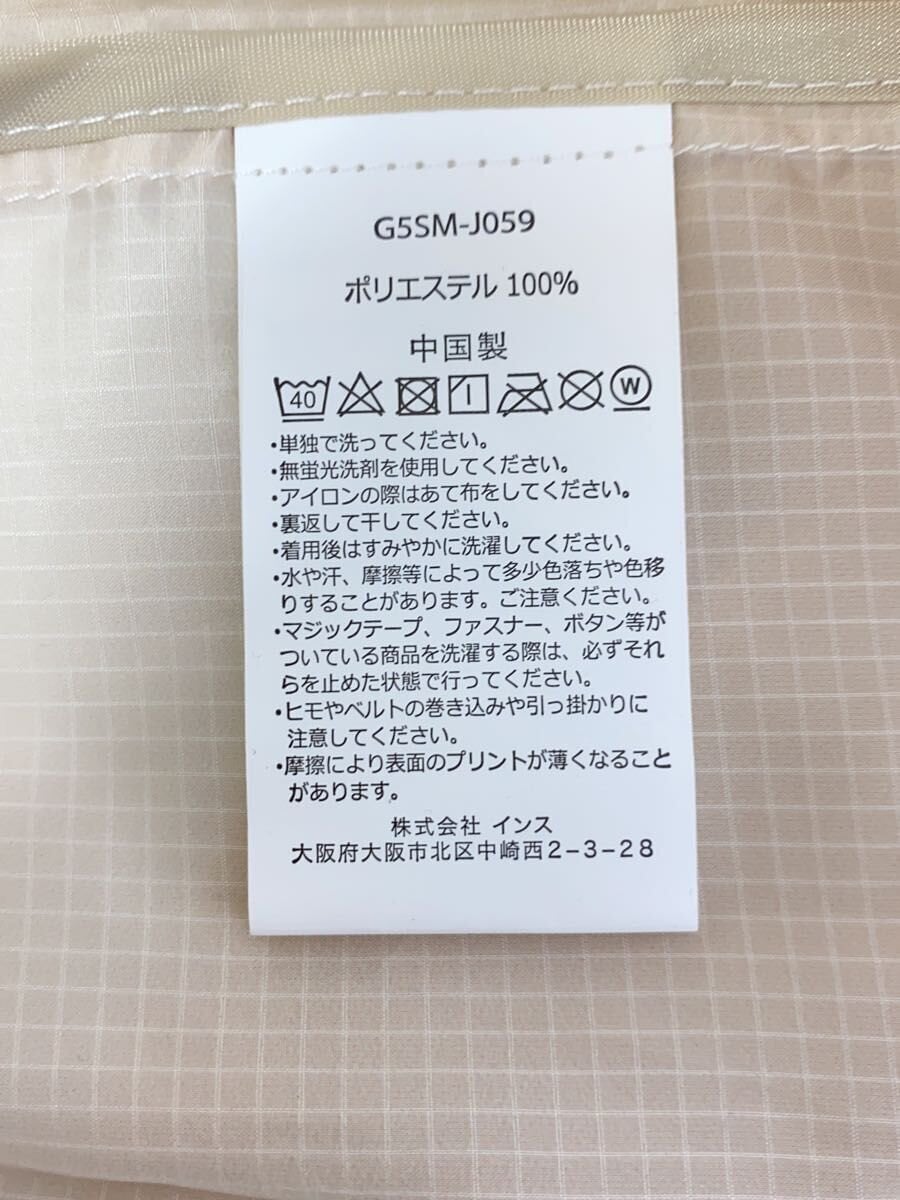 G5SM-J059
ポリエステル 100%
中国製
40 W
・単独で洗ってください。
・無蛍光洗剤を使用してください。
・アイロンの際はあて布をしてください。
・裏返して干してください。
・着用後はすみやかに洗濯してください。
・水や汗、摩擦等によって多少色落ちや色移
りすることがあります。ご注意ください。
・マジックテープ、ファスナー、ボタン等が
ついている商品を洗濯する際は、必ずそれ
らを止めた状態で行ってください。
・ヒモやベルトの巻き込みや引っ掛かりに
注意してください。
・摩擦により表面のプリントが薄くなること
があります。
株式会社 インス
大阪府大阪市北区中崎西2-3-28